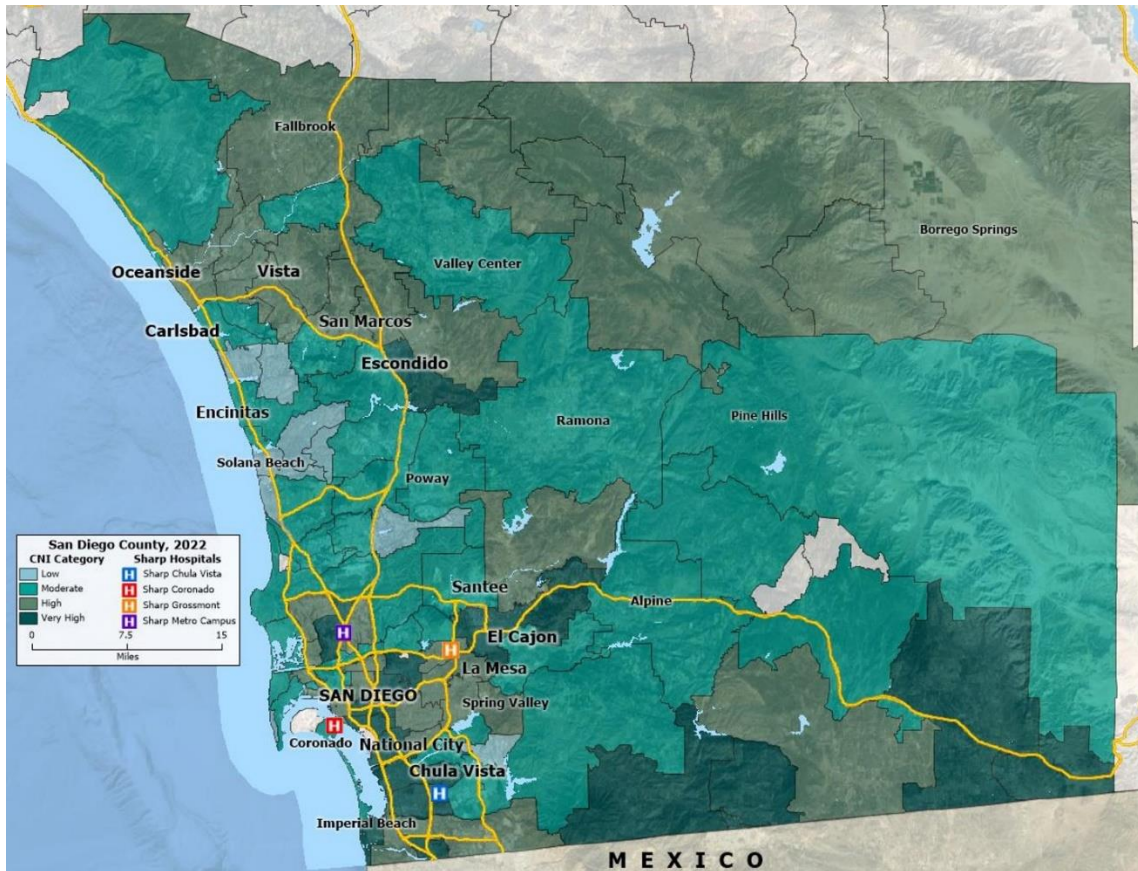 Fallbrook
Borrego Springs
Valley Center
Oceanside
Vista
Carlsbad
San Marcos
Escondido
Encinitas
Ramona
Pine Hills
Solana Beach
Poway
San Diego County, 2022
CNI Category
Sharp Hospitals
Low
H Sharp Chula Vista
Moderate
H Sharp Coronado
High
H Sharp Grossmont
Very High
H Sharp Metro Campus
0 7.5 15
Miles
Santee
Alpine
H
El Cajon
H
La Mesa
SAN DIEGO
Spring Valley
H
Coronado
National City
Chula Vista
H
Imperial Beach
MEXICO